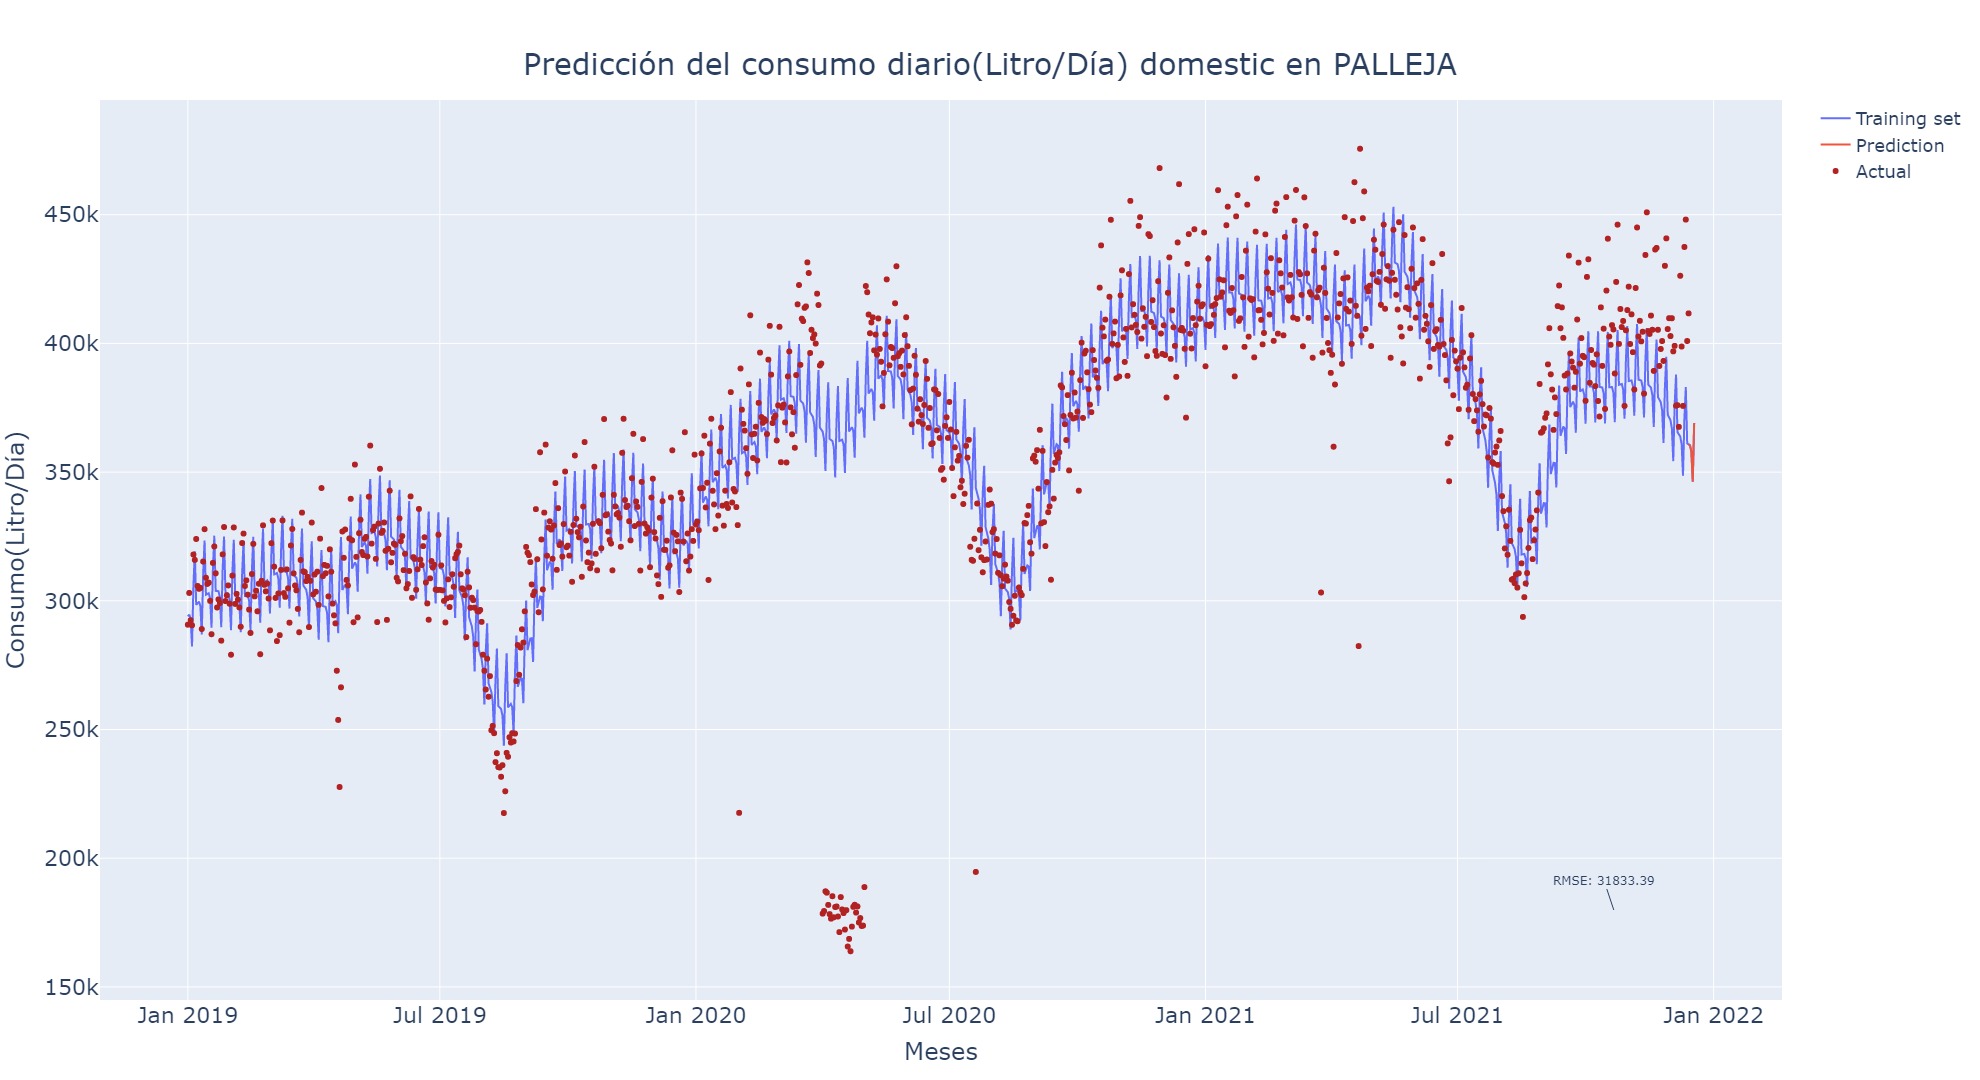 Predicción del consumo diario(Litro/Día) domestic en PALLEJA
Training set
Prediction
Actual
Consumo(Litro/Día)
450k
400k
350k
300k
250k
200k
150k
RMSE: 31833.39
Jan 2019
Jul 2019
Jan 2020
Jul 2020
Jan 2021
Jul 2021
Jan 2022
Meses